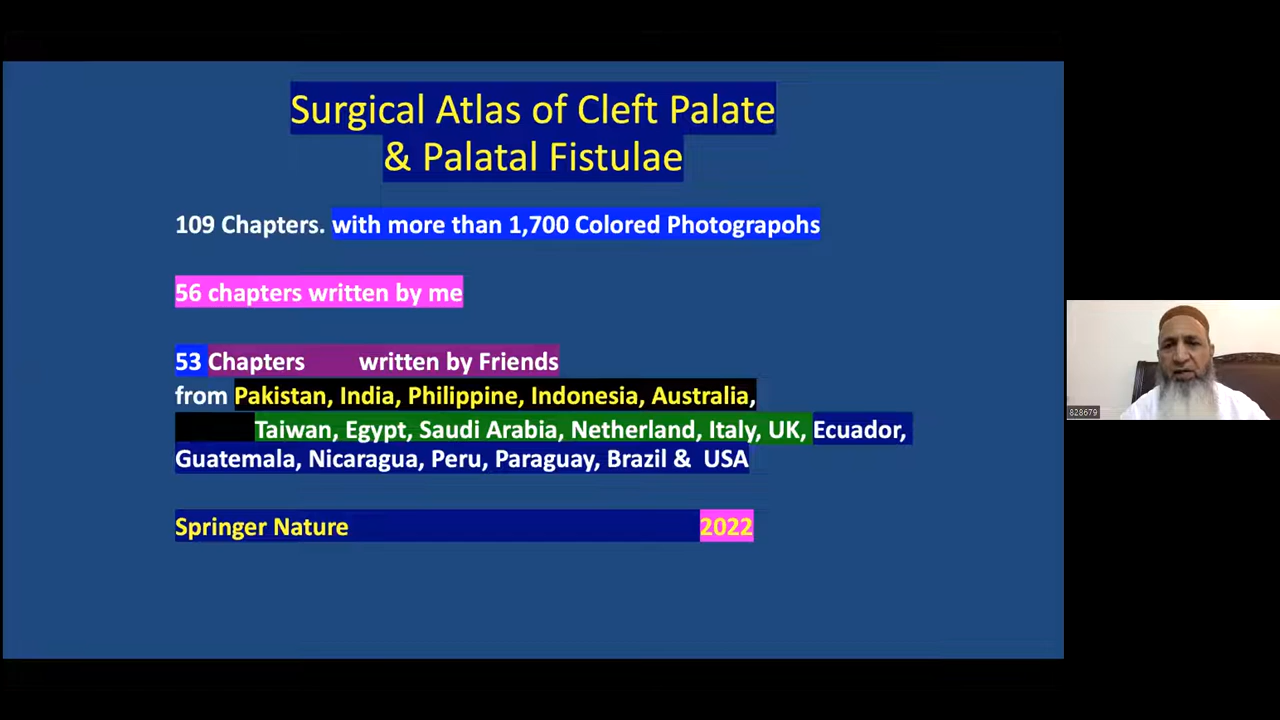 Surgical Atlas of Cleft Palate
& Palatal Fistulae
109 Chapters. with more than 1,700 Colored Photograpohs
56 chapters written by me
53 Chapters written by Friends
from Pakistan, India, Philippine, Indonesia, Australia,
Taiwan, Egypt, Saudi Arabia, Netherland, Italy, UK, Ecuador,
Guatemala, Nicaragua, Peru, Paraguay, Brazil & USA
Springer Nature 2022
828679